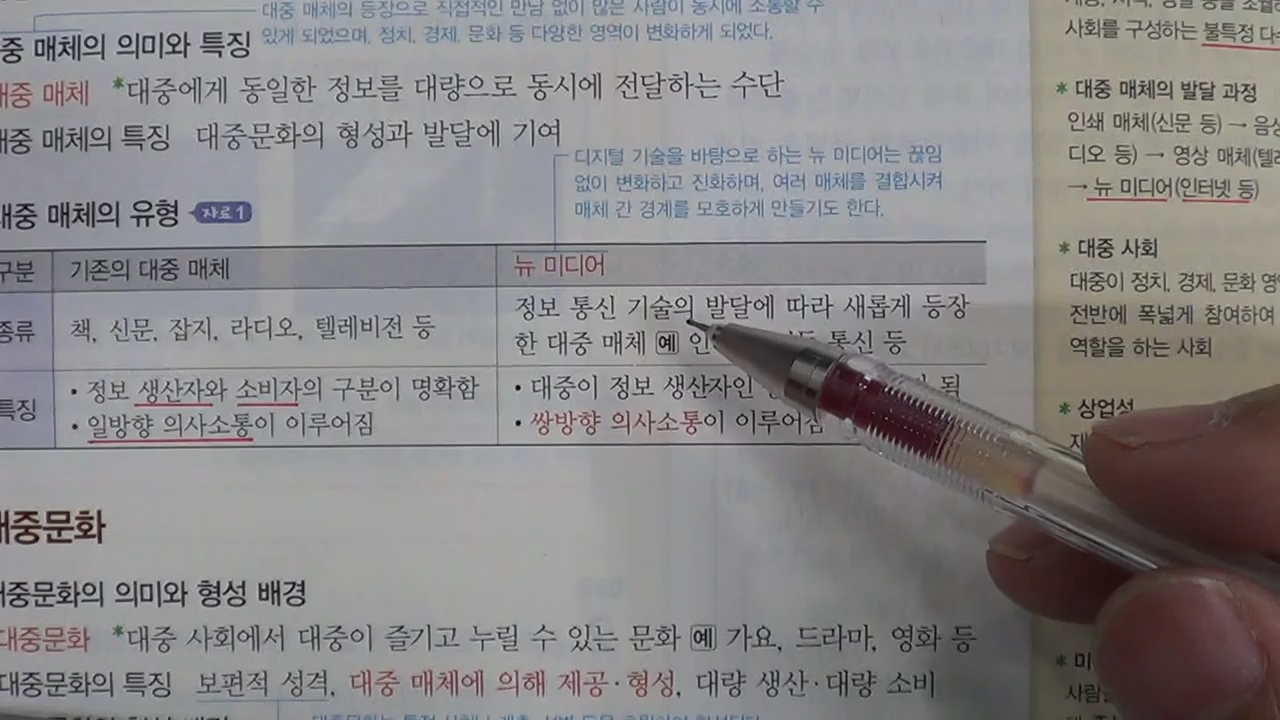 대중 매체의 등장으로 직접적인 만남 없이 많은 사람이 동시에 소통할 수
있게 되었으며, 정치, 경제, 문화 등 다양한 영역이 변화하게 되었다.
중 매체의 의미와 특징
대중 매체 *대중에게 동일한 정보를 대량으로 동시에 전달하는 수단
대중 매체의 특징 대중문화의 형성과 발달에 기여
디지털 기술을 바탕으로 하는 뉴 미디어는 끊임
없이 변화하고 진화하며, 여러 매체를 결합시켜
매체 간 경계를 모호하게 만들기도 한다.
대중 매체의 유형 자료1
구분 기존의 대중 매체 뉴 미디어
종류 책, 신문, 잡지, 라디오, 텔레비전 등
정보 통신 기술의 발달에 따라 새롭게 등장
한 대중 매체 예 통신 등
특징
• 정보 생산자와 소비자의 구분이 명확함
• 일방향 의사소통이 이루어짐
• 대중이 정보 생산자인 됨
• 쌍방향 의사소통이 이루어짐
대중문화
대중문화의 의미와 형성 배경
대중문화 *대중 사회에서 대중이 즐기고 누릴 수 있는 문화 예 가요, 드라마, 영화 등
대중문화의 특징 보편적 성격, 대중 매체에 의해 제공·형성, 대량 생산·대량 소비
사회를 구성하는 불특정 다
* 대중 매체의 발달 과정
인쇄 매체(신문 등) → 음
디오 등) → 영상 매체(텔
→ 뉴 미디어(인터넷 등)
* 대중 사회
대중이 정치, 경제, 문화 영
전반에 폭넓게 참여하여
역할을 하는 사회
* 상업성
* 미
사람